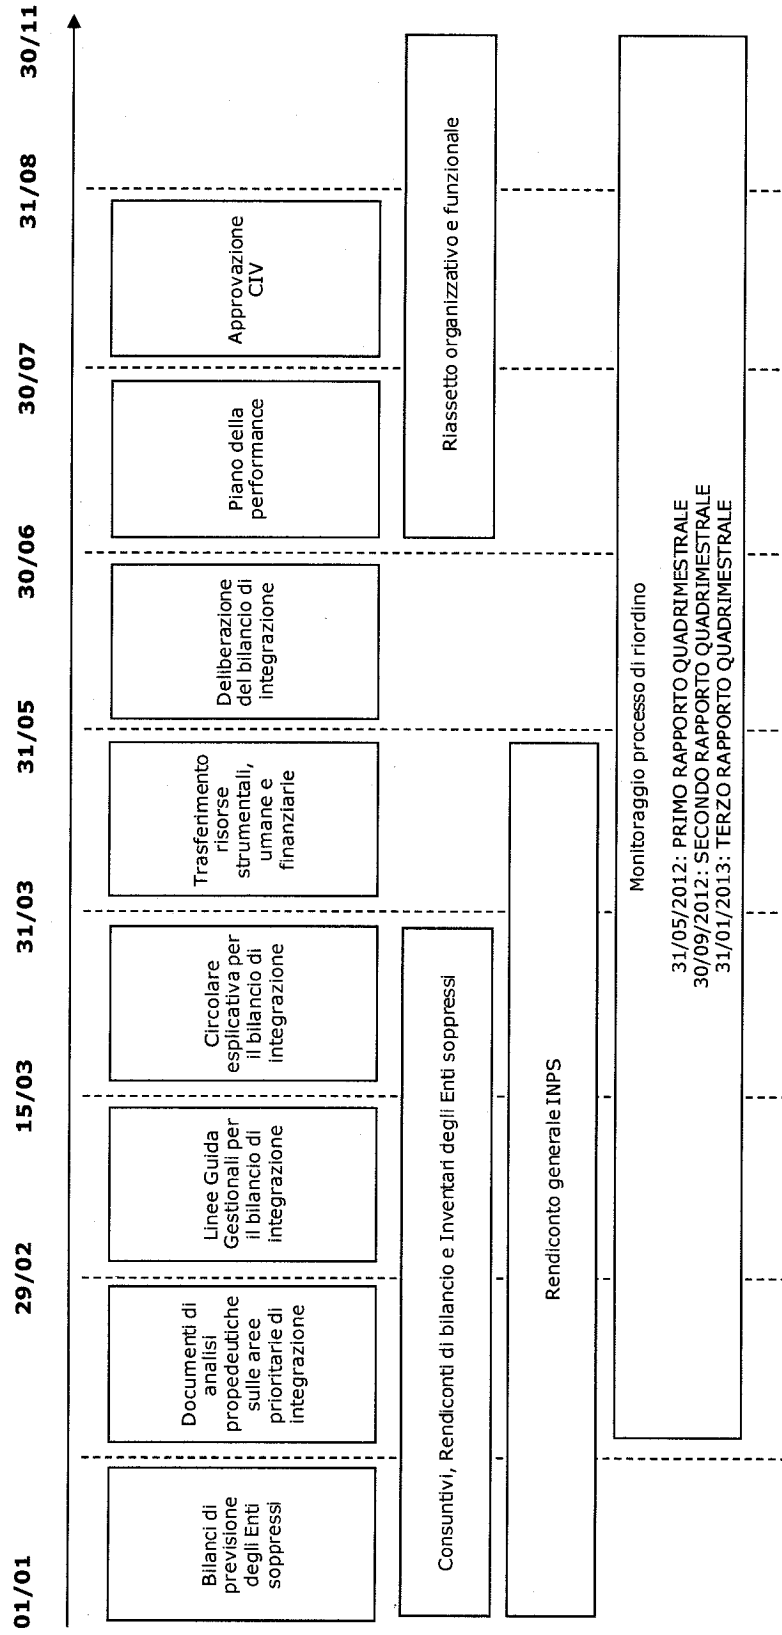 01/01
29/02
15/03
31/03
31/05
30/06
30/07
31/08
30/11
Bilanci di
previsione
degli Enti
soppressi
Documenti di
analisi
propedeutiche
sulle aree
prioritarie di
integrazione
Linee Guida
Gestionali per
il bilancio di
integrazione
Circolare
esplicativa per
il bilancio di
integrazione
Trasferimento
risorse
strumentali,
umane e
finanziarie
Deliberazione
del bilancio di
integrazione
Piano della
performance
Approvazione
CIV
Consuntivi, Rendiconti di bilancio e Inventari degli Enti soppressi
Riassetto organizzativo e funzionale
Rendiconto generale INPS
Monitoraggio processo di riordino
31/05/2012: PRIMO RAPPORTO QUADRIMESTRALE
30/09/2012: SECONDO RAPPORTO QUADRIMESTRALE
31/01/2013: TERZO RAPPORTO QUADRIMESTRALE